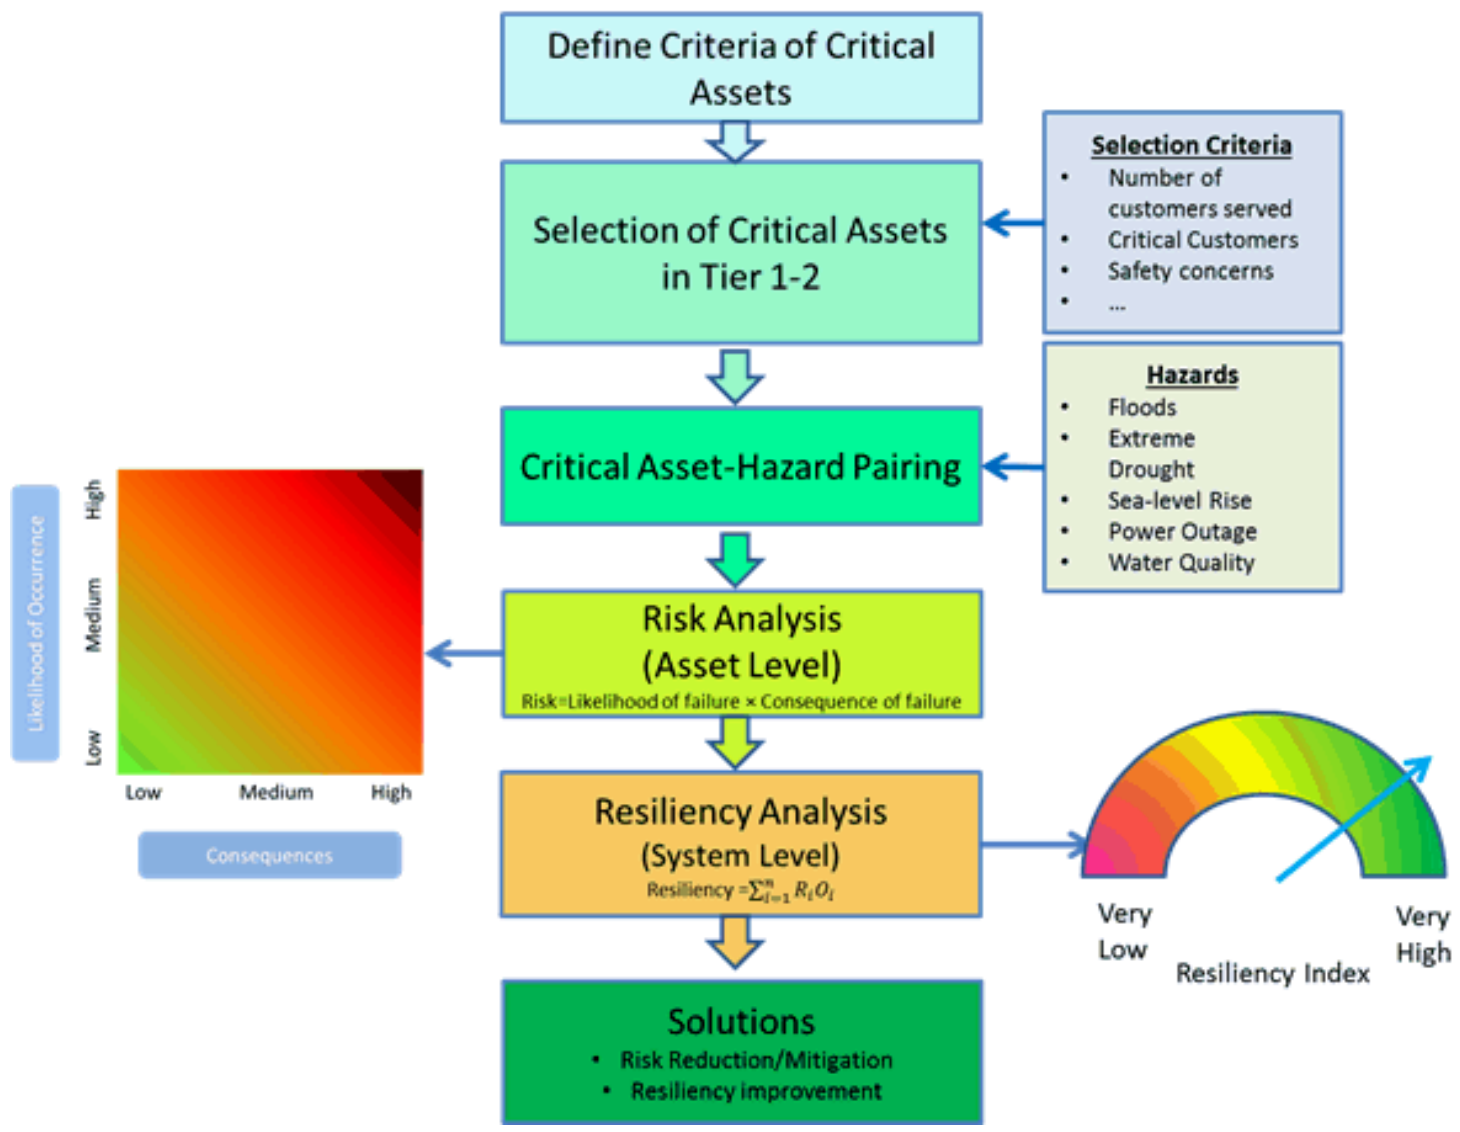 Define Criteria of Critical
Assets
Selection of Critical Assets
in Tier 1-2
Selection Criteria
• Number of
customers served
• Critical Customers
• Safety concerns
• ...
Critical Asset-Hazard Pairing
Hazards
• Floods
• Extreme
Drought
• Sea-level Rise
• Power Outage
• Water Quality
Risk Analysis
(Asset Level)
Risk=Likelihood of failure × Consequence of failure
Likelihood of Occurrence
High
Medium
Low
Low Medium High
Consequences
Resiliency Analysis
(System Level)
Resiliency =∑ⁿᵢ₌₁ RᵢOᵢ
Very
Low
Very
High
Resiliency Index
Solutions
• Risk Reduction/Mitigation
• Resiliency improvement